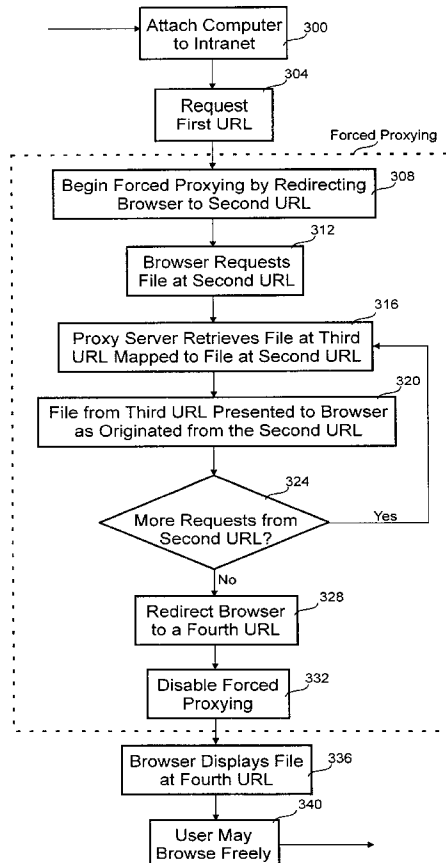 Attach Computer
to Intranet
300
304
Request
First URL
Forced Proxying
Begin Forced Proxying by Redirecting
Browser to Second URL
308
312
Browser Requests
File at Second URL
316
Proxy Server Retrieves File at Third
URL Mapped to File at Second URL
320
File from Third URL Presented to Browser
as Originated from the Second URL
324
More Requests from
Second URL?
Yes
No
Redirect Browser
to a Fourth URL
328
Disable Forced
Proxying
332
Browser Displays File
at Fourth URL
336
340
User May
Browse Freely